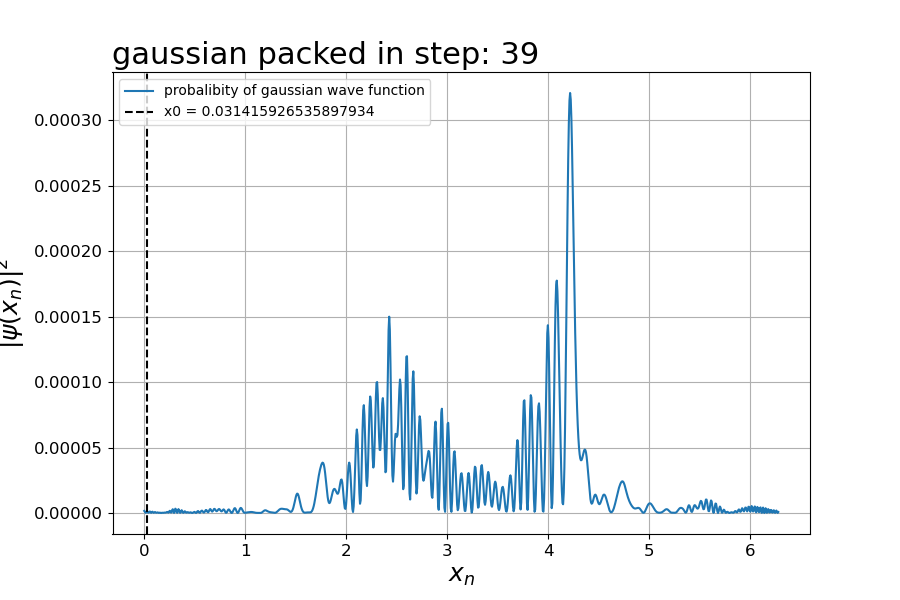 gaussian packed in step: 39
probalibity of gaussian wave function
x0 = 0.031415926535897934
0.00030
0.00025
0.00020
0.00015
0.00010
0.00005
0.00000
|ψ(xₙ)|²
0 1 2 3 4 5 6
xₙ